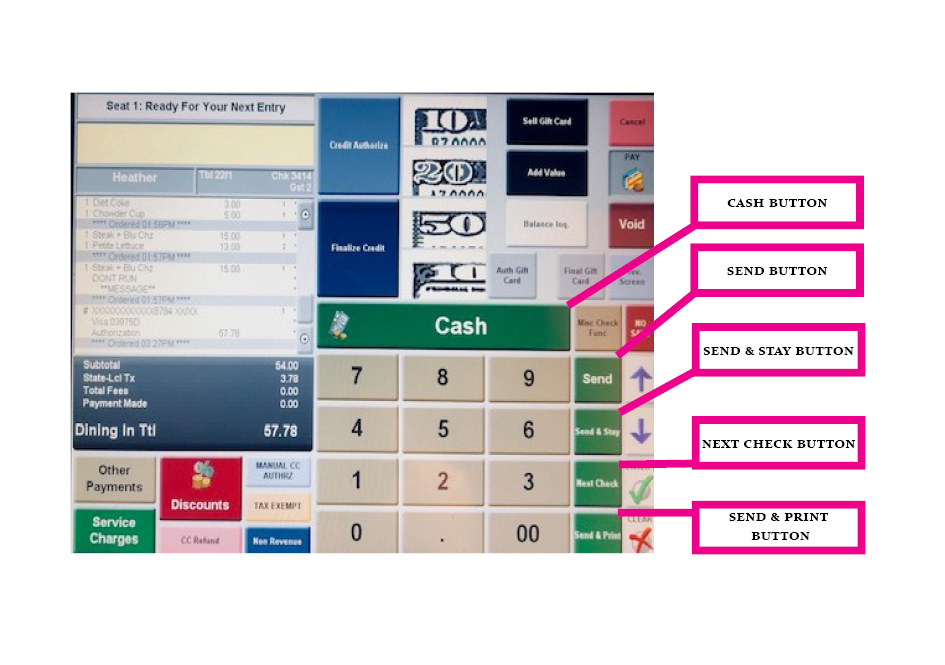 Seat 1: Ready For Your Next Entry
Heather
Tbl 22/1
Chk 3414
Gst 2
1 Diet Coke 3.00 1 *
1 Chowder Cup 5.00 1 *
**** Ordered 01:56PM ****
1 Steak + Blu Chz 15.00 1 *
1 Petite Lettuce 13.00 2 *
**** Ordered 01:57PM ****
1 Steak + Blu Chz 15.00 1 *
DONT RUN
**MESSAGE**
**** Ordered 01:57PM ****
Visa 03975D
Authorization 57.78
**** Ordered 03:27PM ****
Subtotal 54.00
State-Lcl Tx 3.78
Total Fees 0.00
Payment Made 0.00
Dining In Ttl 57.78
Other
Payments
Discounts
MANUAL CC
AUTHRZ
TAX EXEMPT
Service
Charges
CC Refund
Non Revenue
Credit Authorize
Finalize Credit
10
20
50
Sell Gift Card
Add Value
Balance Inq.
Auth Gift
Card
Final Gift
Card
Screen
Cancel
PAY
Void
Cash
Misc Check
Func
NO
7 8 9
Send
4 5 6
Send & Stay
1 2 3
Next Check
0 . 00
Send & Print
CLEAR
CASH BUTTON
SEND BUTTON
SEND & STAY BUTTON
NEXT CHECK BUTTON
SEND & PRINT
BUTTON